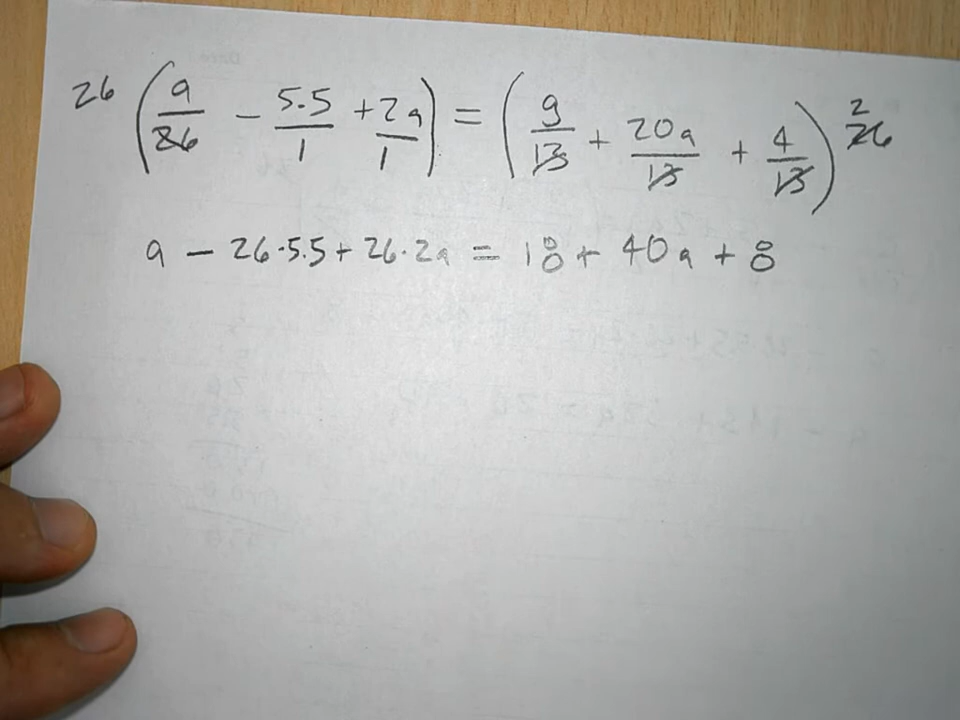 26 (a/26 - 5.5/1 + 2a/1) = (9/13 + 20a/13 + 4/13) 26 2
a - 26·5.5 + 26·2a = 18 + 40a + 8